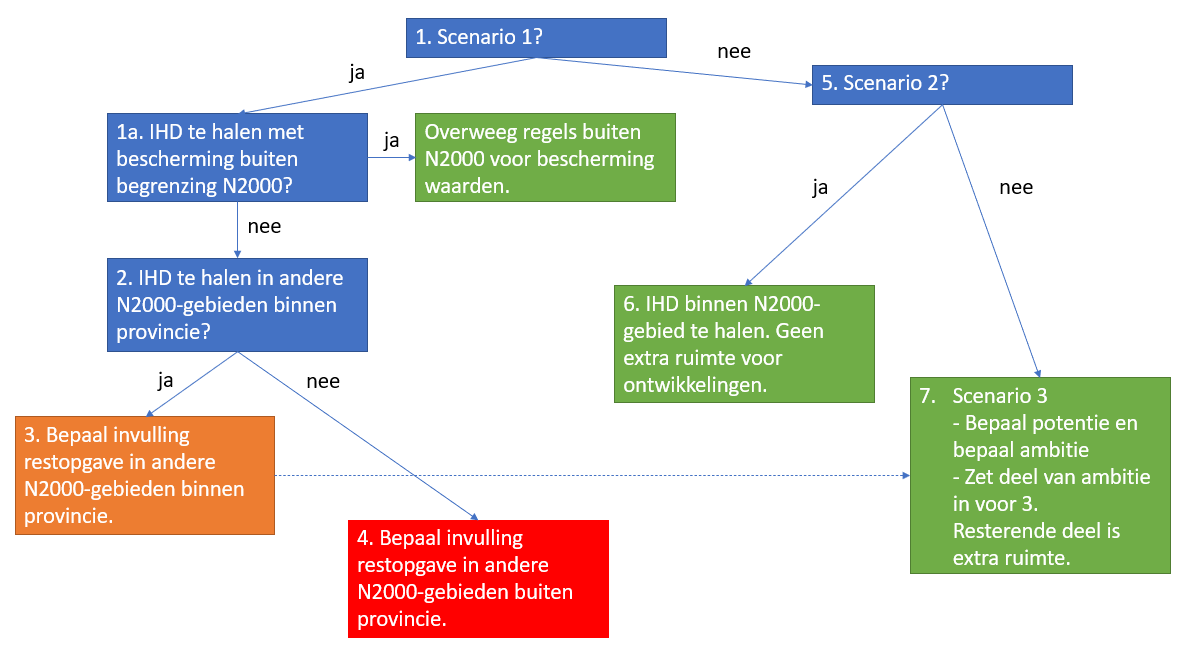 1. Scenario 1?
nee
ja
5. Scenario 2?
1a. IHD te halen met
bescherming buiten
begrenzing N2000?
ja
Overweeg regels buiten
N2000 voor bescherming
waarden.
ja
nee
nee
2. IHD te halen in andere
N2000-gebieden binnen
provincie?
6. IHD binnen N2000-
gebied te halen. Geen
extra ruimte voor
ontwikkelingen.
ja
nee
3. Bepaal invulling
restopgave in andere
N2000-gebieden binnen
provincie.
7. Scenario 3
- Bepaal potentie en
bepaal ambitie
- Zet deel van ambitie
in voor 3.
Resterende deel is
extra ruimte.
4. Bepaal invulling
restopgave in andere
N2000-gebieden buiten
provincie.